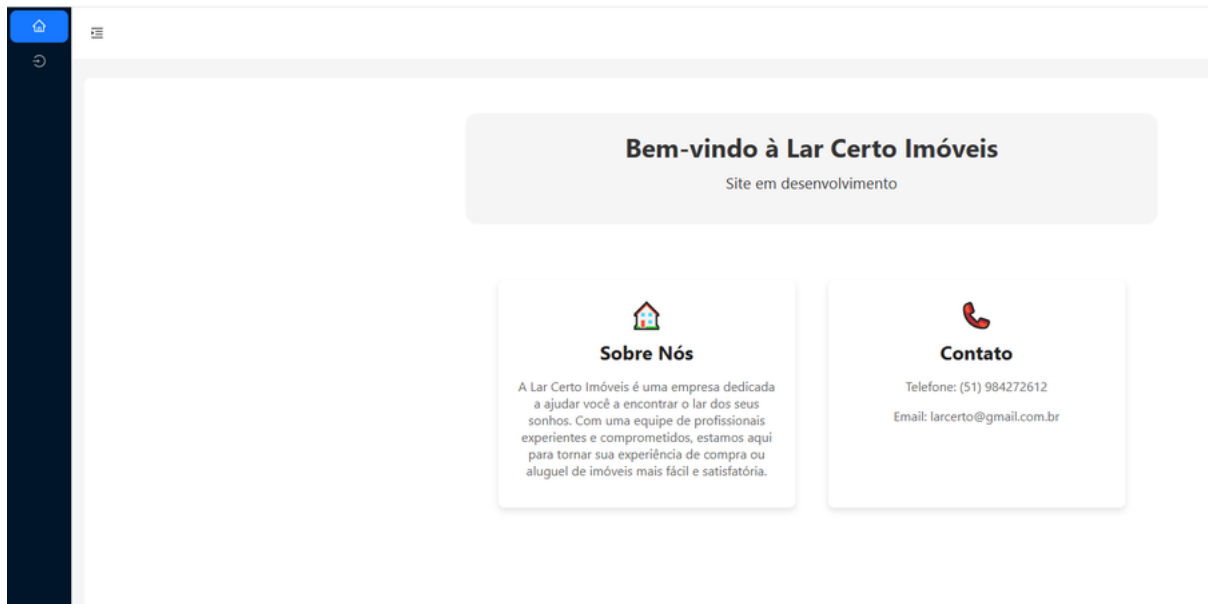 Bem-vindo à Lar Certo Imóveis
Site em desenvolvimento
Sobre Nós
A Lar Certo Imóveis é uma empresa dedicada
a ajudar você a encontrar o lar dos seus
sonhos. Com uma equipe de profissionais
experientes e comprometidos, estamos aqui
para tornar sua experiência de compra ou
aluguel de imóveis mais fácil e satisfatória.
Contato
Telefone: (51) 984272612
Email: larcerto@gmail.com.br